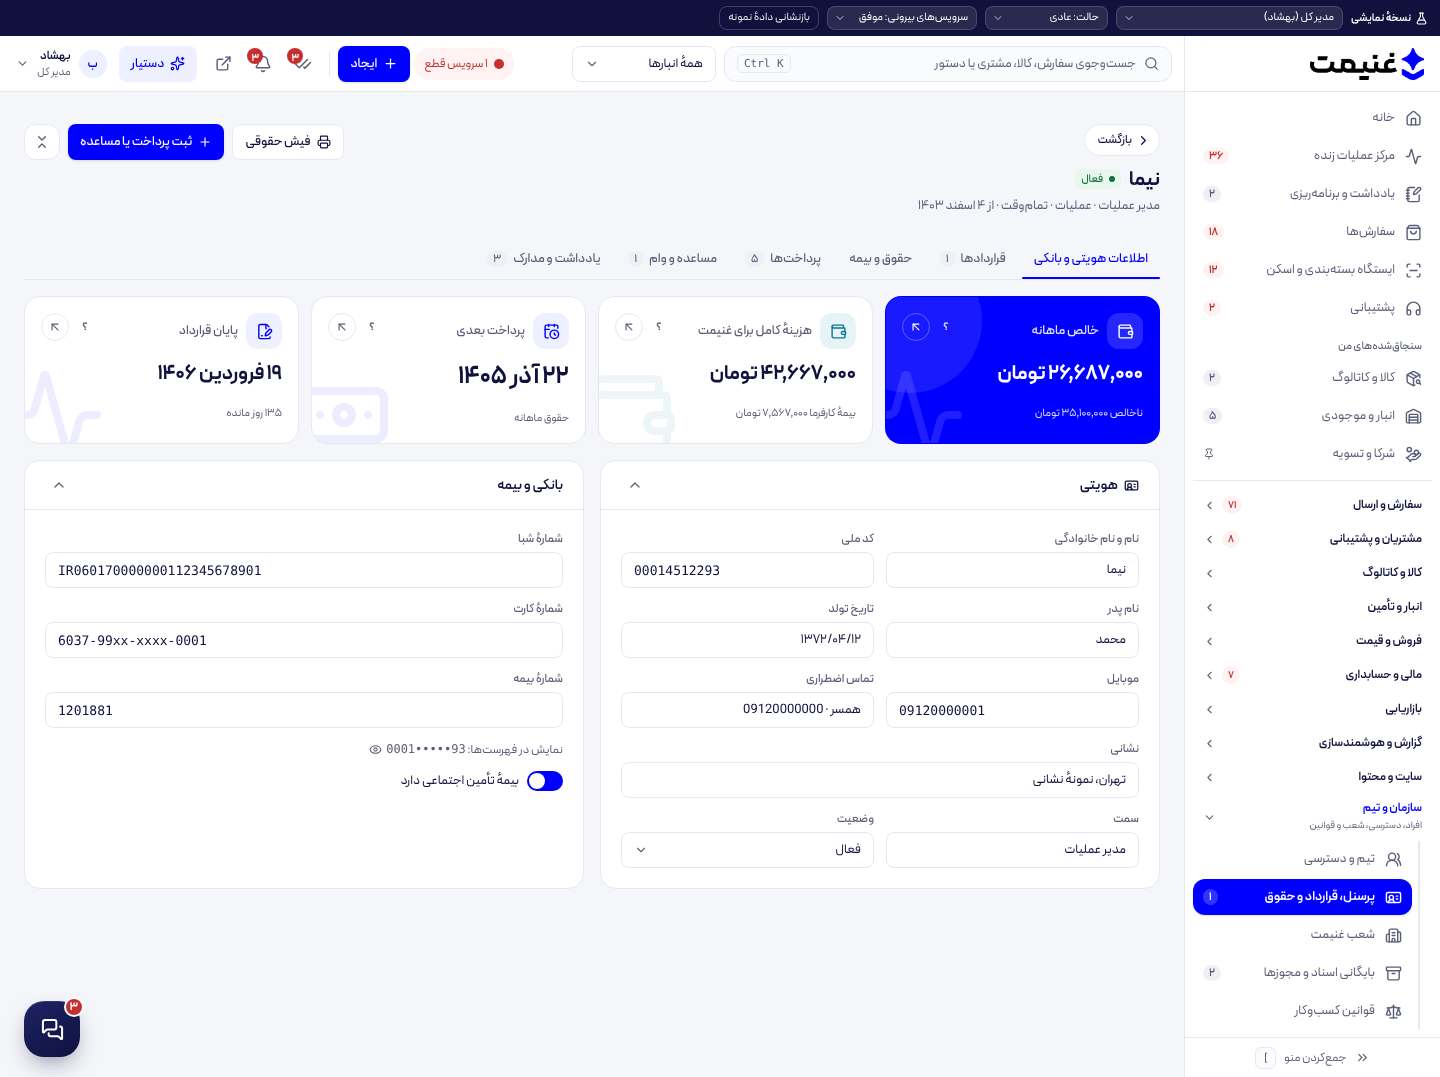 نسخهٔ نمایشی
مدیر کل (بهشاد)
حالت: عادی
سرویس‌های بیرونی: موفق
بازنشانی دادهٔ نمونه
غنیمت
جست‌وجوی سفارش، کالا، مشتری یا دستور
Ctrl K
همهٔ انبارها
۱ سرویس قطع
ایجاد
۳
۳
دستیار
ب
بهشاد
مدیر کل
خانه
مرکز عملیات زنده ۳۶
یادداشت و برنامه‌ریزی ۲
سفارش‌ها ۱۸
ایستگاه بسته‌بندی و اسکن ۱۲
پشتیبانی ۲
سنجاق‌شده‌های من
کالا و کاتالوگ ۲
انبار و موجودی ۵
شرکا و تسویه
سفارش و ارسال ۷۱
مشتریان و پشتیبانی ۸
کالا و کاتالوگ
انبار و تأمین
فروش و قیمت
مالی و حسابداری ۷
بازاریابی
گزارش و هوشمندسازی
سایت و محتوا
سازمان و تیم
افراد، دسترسی، شعب و قوانین
تیم و دسترسی
پرسنل، قرارداد و حقوق ۱
شعب غنیمت
بایگانی اسناد و مجوزها ۲
قوانین کسب‌وکار
جمع‌کردن منو [
بازگشت
فیش حقوقی
ثبت پرداخت یا مساعده
نیما
فعال
مدیر عملیات · عملیات · تمام‌وقت · از ۴ اسفند ۱۴۰۳
اطلاعات هویتی و بانکی
قراردادها ۱
حقوق و بیمه
پرداخت‌ها ۵
مساعده و وام ۱
یادداشت و مدارک ۳
خالص ماهانه
؟
۲۶,۶۸۷,۰۰۰ تومان
ناخالص ۳۵,۱۰۰,۰۰۰ تومان
هزینهٔ کامل برای غنیمت
؟
۴۲,۶۶۷,۰۰۰ تومان
بیمهٔ کارفرما ۷,۵۶۷,۰۰۰ تومان
پرداخت بعدی
؟
۲۲ آذر ۱۴۰۵
حقوق ماهانه
پایان قرارداد
؟
۱۹ فروردین ۱۴۰۶
۱۳۵ روز مانده
هویتی
نام و نام خانوادگی
نیما
کد ملی
00014512293
نام پدر
محمد
تاریخ تولد
۱۳۷۲/۰۴/۱۲
موبایل
09120000001
تماس اضطراری
همسر · 09120000000
نشانی
تهران، نمونهٔ نشانی
سمت
مدیر عملیات
وضعیت
فعال
بانکی و بیمه
شمارهٔ شبا
IR060170000000112345678901
شمارهٔ کارت
6037-99xx-xxxx-0001
شمارهٔ بیمه
1201881
نمایش در فهرست‌ها: 0001•••••93
بیمهٔ تأمین اجتماعی دارد
۳